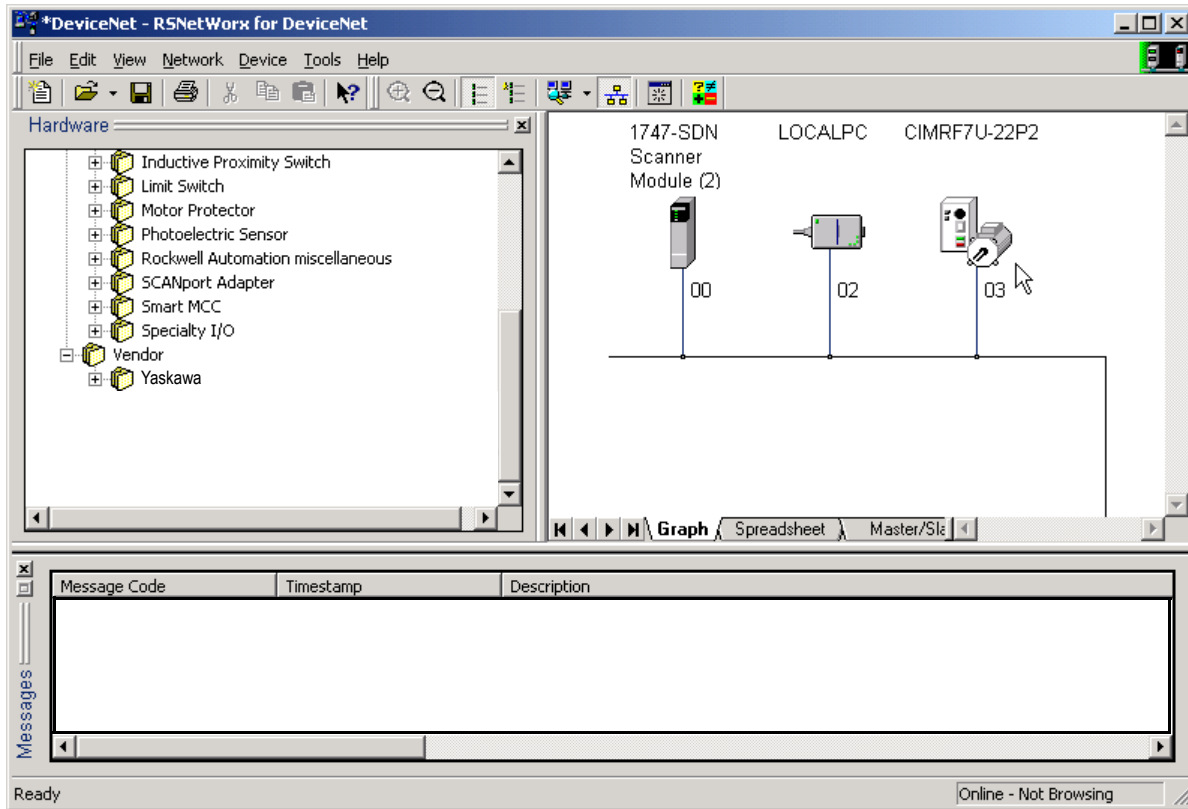 *DeviceNet - RSNetWorx for DeviceNet
File Edit View Network Device Tools Help
Hardware
Inductive Proximity Switch
Limit Switch
Motor Protector
Photoelectric Sensor
Rockwell Automation miscellaneous
SCANport Adapter
Smart MCC
Specialty I/O
Vendor
Yaskawa
1747-SDN
Scanner
Module (2)
LOCALPC
CIMRF7U-22P2
00
02
03
Graph Spreadsheet Master/Sla
Messages
Message Code Timestamp Description
Ready
Online - Not Browsing